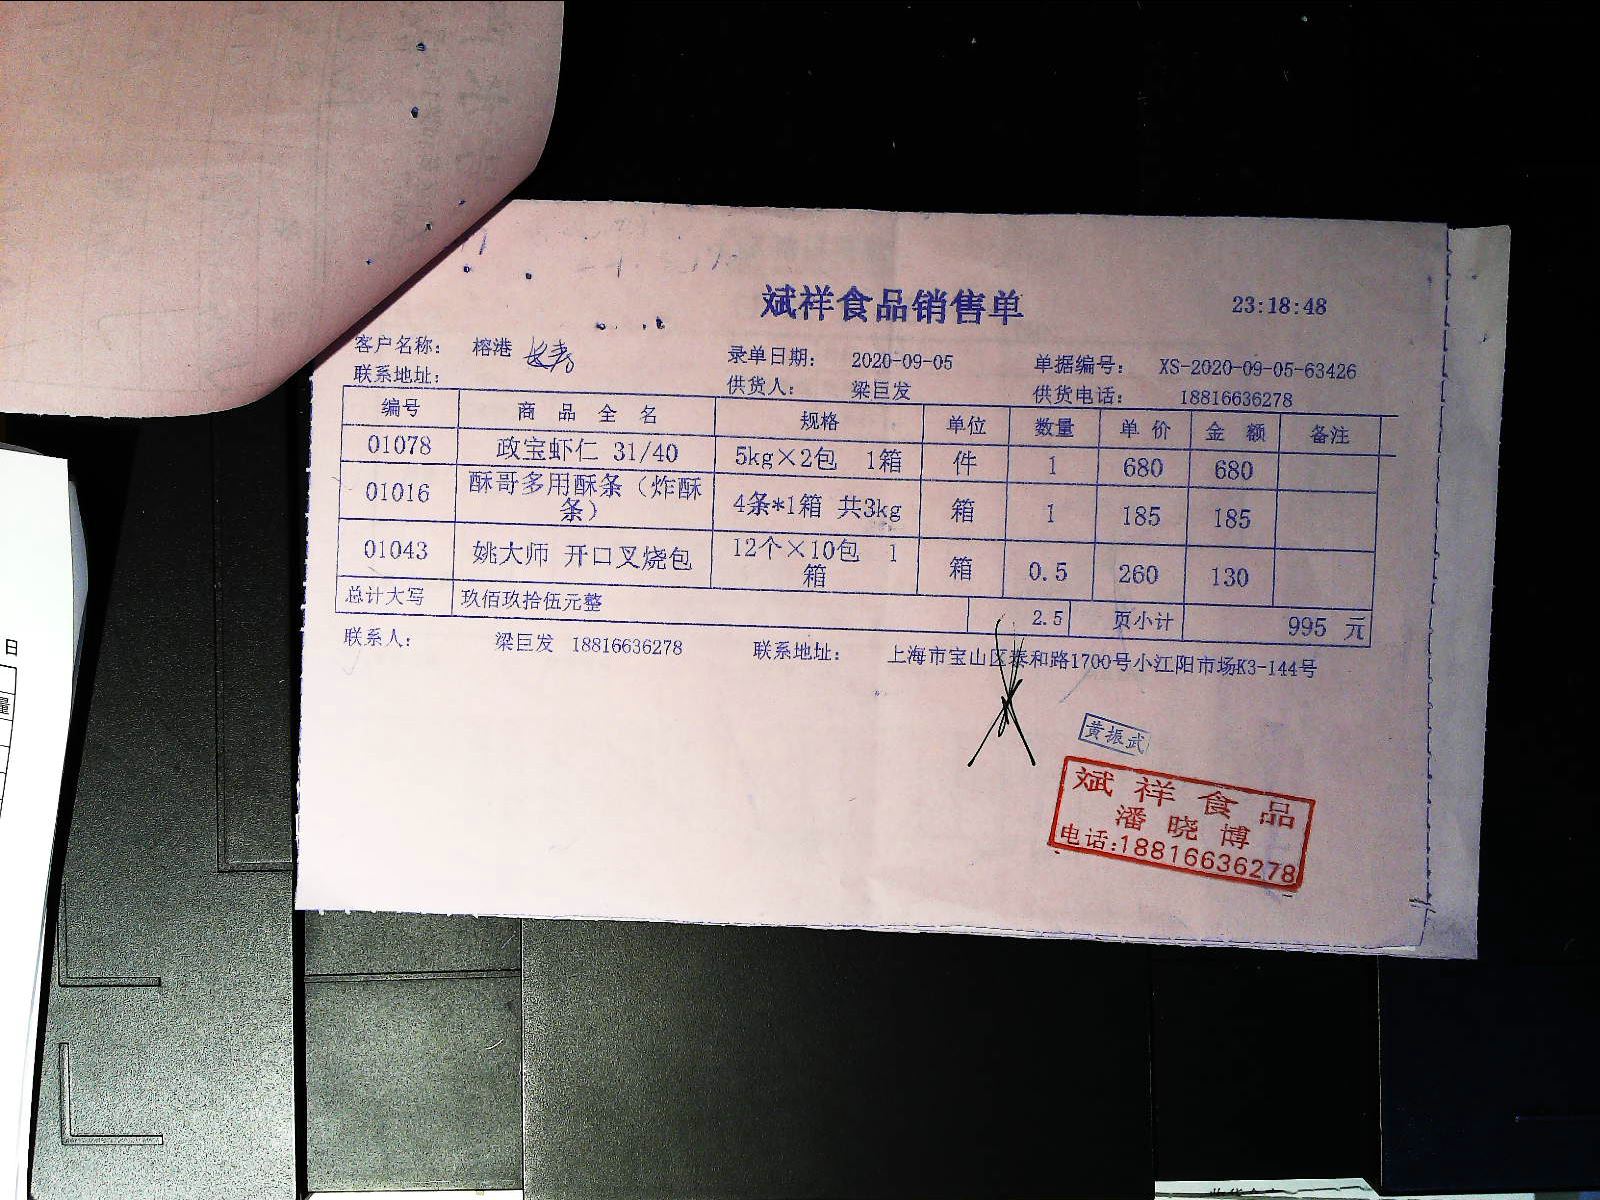 斌祥食品销售单 23:18:48
客户名称： 榕港 录单日期： 2020-09-05 单据编号： XS-2020-09-05-63426
联系地址： 供货人： 梁巨发 供货电话： 18816636278
编号 商品全名 规格 单位 数量 单价 金额 备注
01078 政宝虾仁 31/40 5kg×2包 1箱 件 1 680 680
01016 酥哥多用酥条（炸酥 4条*1箱 共3kg 箱 1 185 185
条）
01043 姚大师 开口叉烧包 12个×10包 1 箱 0.5 260 130
箱
总计大写 玖佰玖拾伍元整 2.5 页小计 995 元
联系人： 梁巨发 18816636278 联系地址： 上海市宝山区泰和路1700号小江阳市场K3-144号
黄振武
斌祥食品
潘晓博
电话:18816636278
日
量